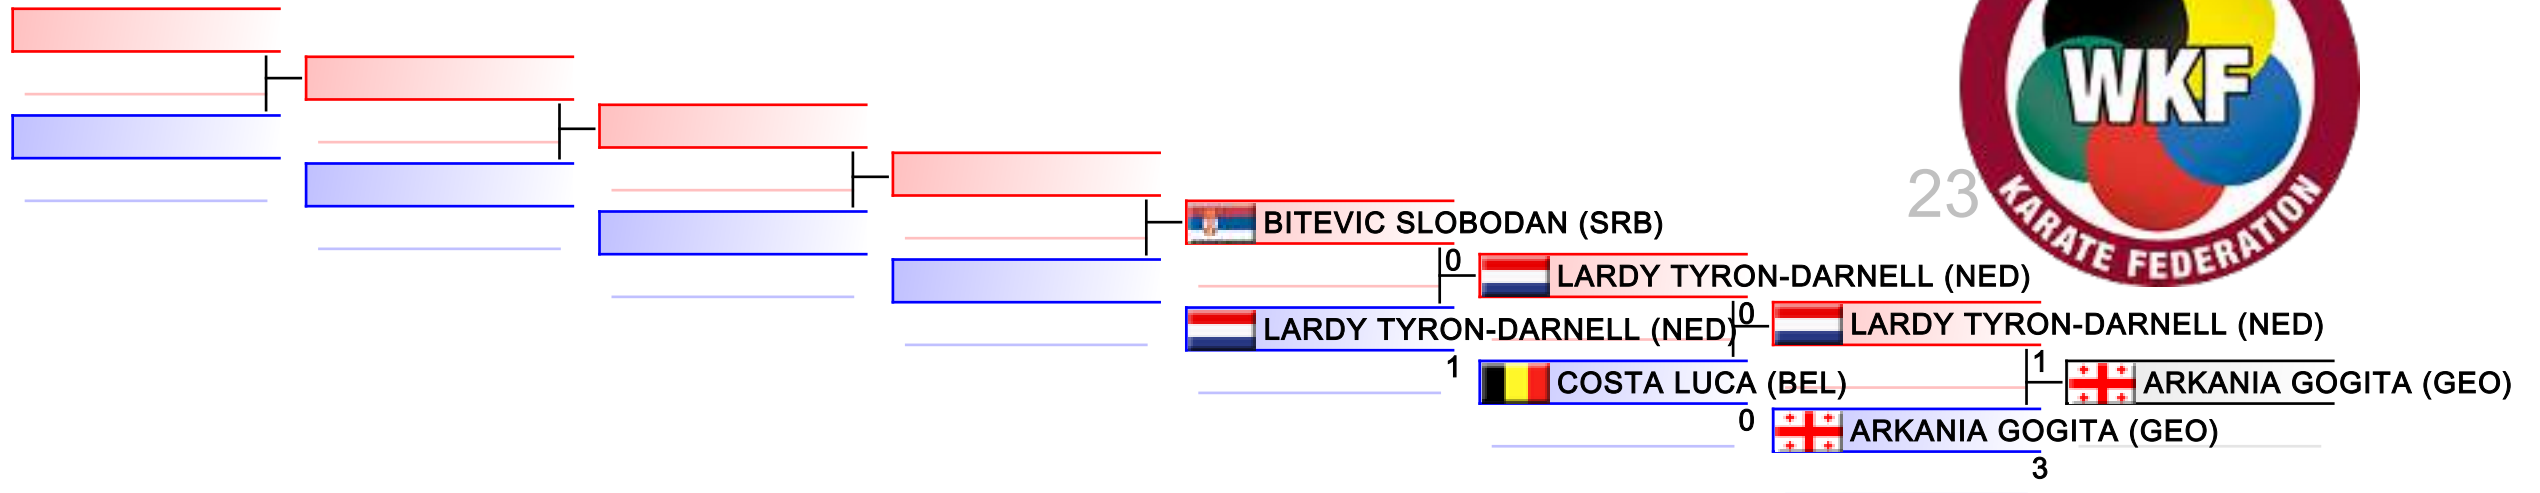 WKF
KARATE FEDERATION
23
BITEVIC SLOBODAN (SRB)
0
LARDY TYRON-DARNELL (NED)
LARDY TYRON-DARNELL (NED)
1
0
COSTA LUCA (BEL)
0
LARDY TYRON-DARNELL (NED)
1
ARKANIA GOGITA (GEO)
3
ARKANIA GOGITA (GEO)